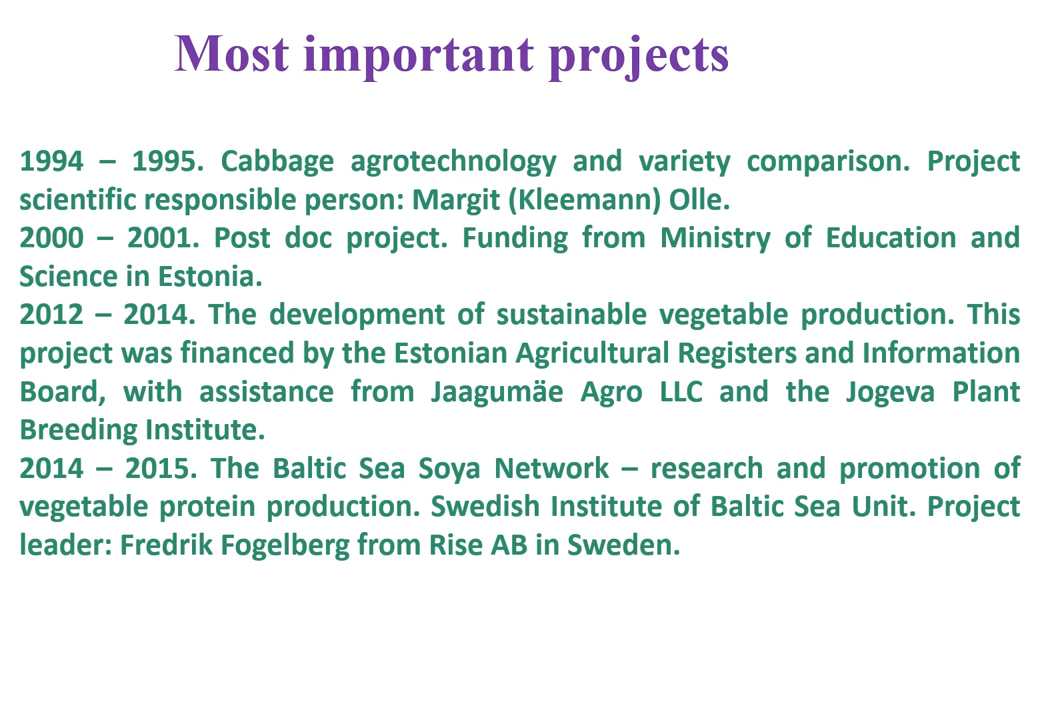 Most important projects
1994 – 1995. Cabbage agrotechnology and variety comparison. Project
scientific responsible person: Margit (Kleemann) Olle.
2000 – 2001. Post doc project. Funding from Ministry of Education and
Science in Estonia.
2012 – 2014. The development of sustainable vegetable production. This
project was financed by the Estonian Agricultural Registers and Information
Board, with assistance from Jaagumäe Agro LLC and the Jogeva Plant
Breeding Institute.
2014 – 2015. The Baltic Sea Soya Network – research and promotion of
vegetable protein production. Swedish Institute of Baltic Sea Unit. Project
leader: Fredrik Fogelberg from Rise AB in Sweden.